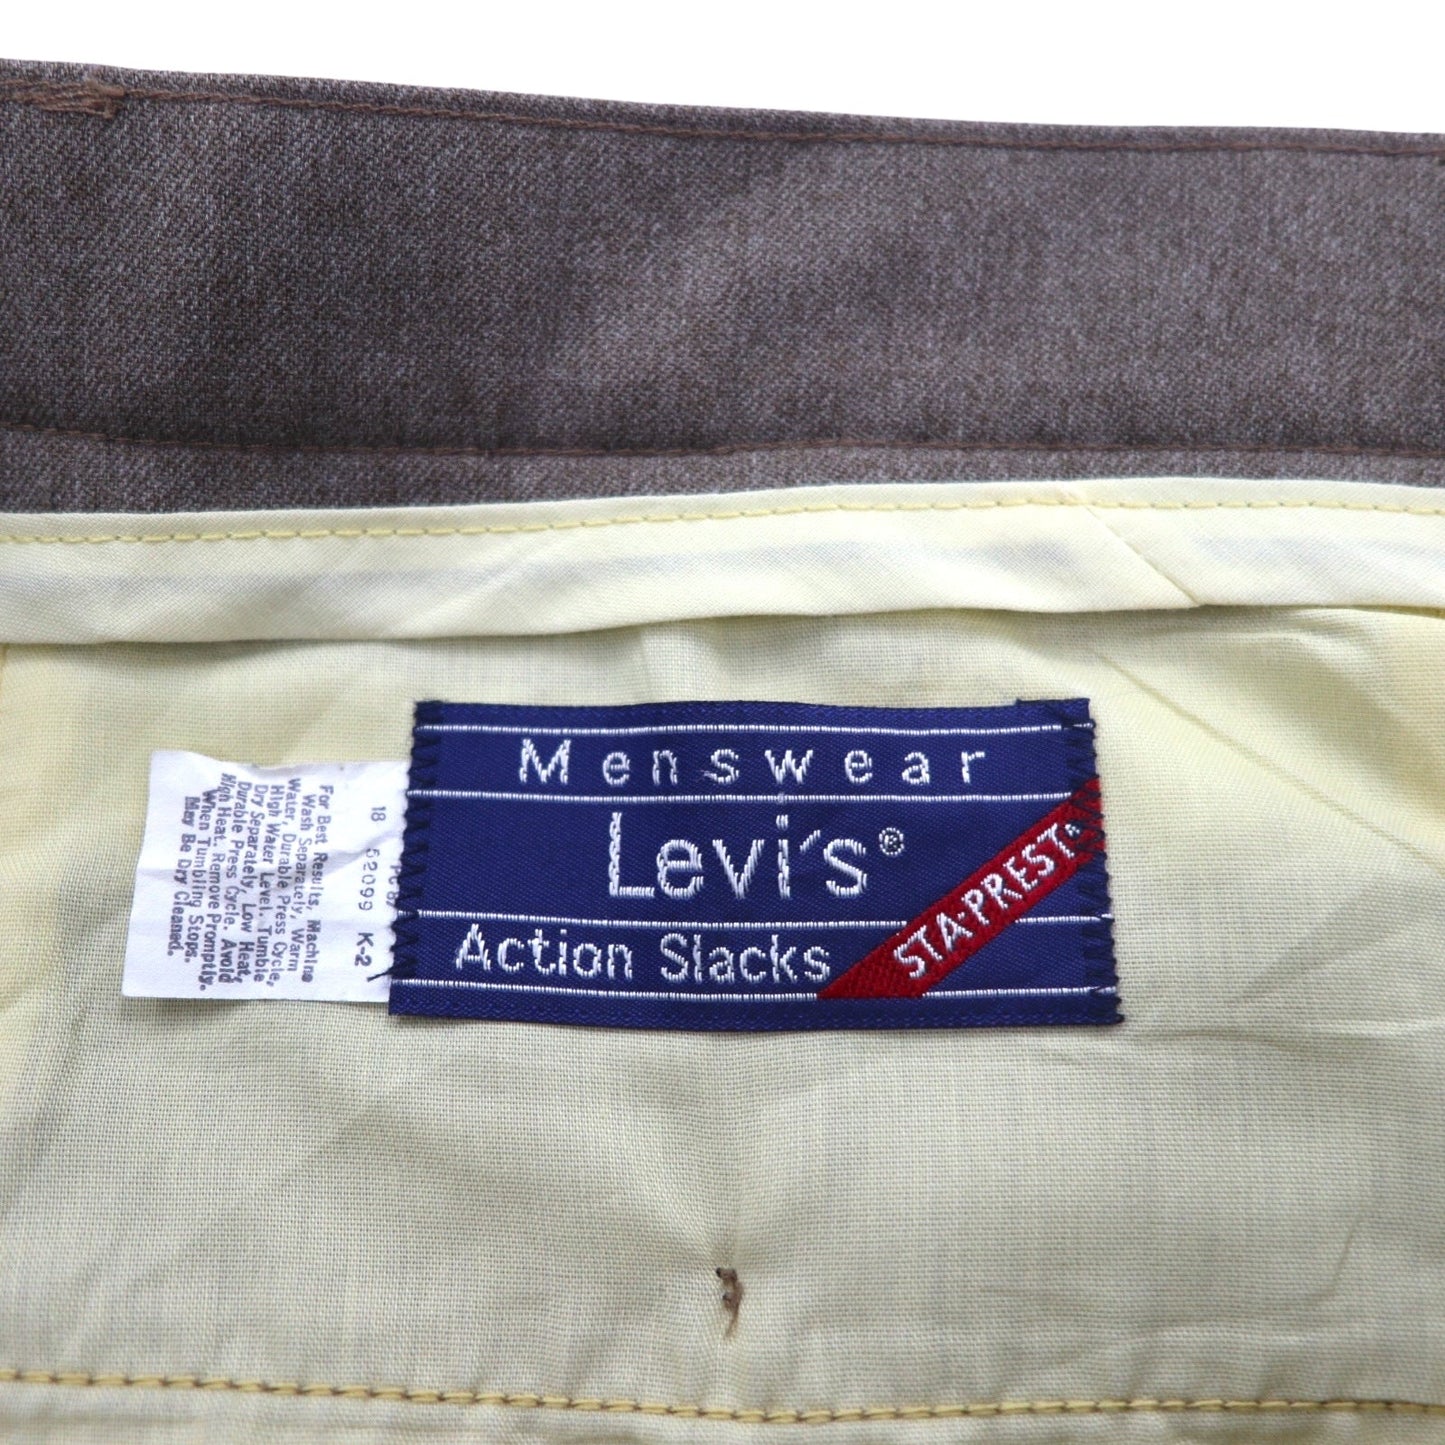 Menswear
Levi's®
Action Slacks
STA-PREST®
For Best Results, Machine
Wash Separately, Warm
Water, Durable Press Cycle,
High Water Level. Tumble
Dry Separately, Low Heat,
Durable Press Cycle. Avoid
High Heat. Remove Promptly.
When Tumbling Stops.
May Be Dry Cleaned.
18 52099 K-2